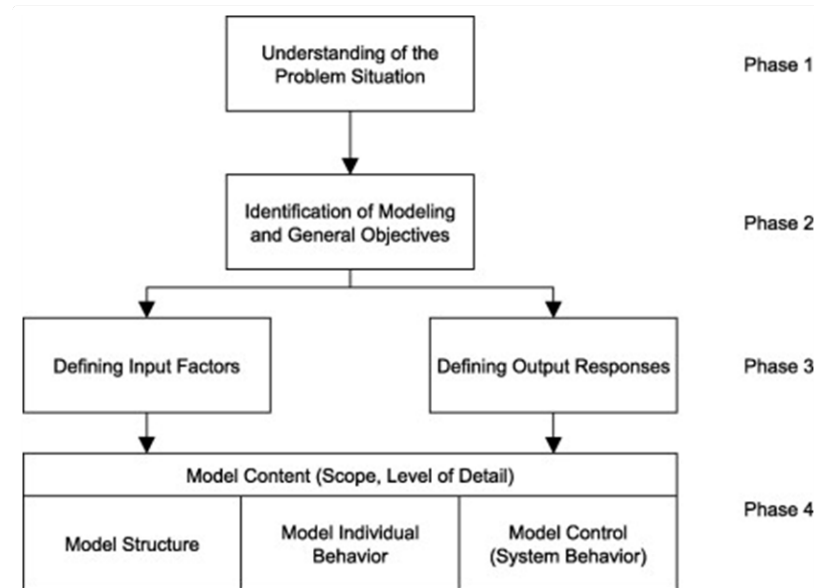 Understanding of the
Problem Situation
Phase 1
Identification of Modeling
and General Objectives
Phase 2
Defining Input Factors
Defining Output Responses
Phase 3
Model Content (Scope, Level of Detail)
Phase 4
Model Structure
Model Individual
Behavior
Model Control
(System Behavior)